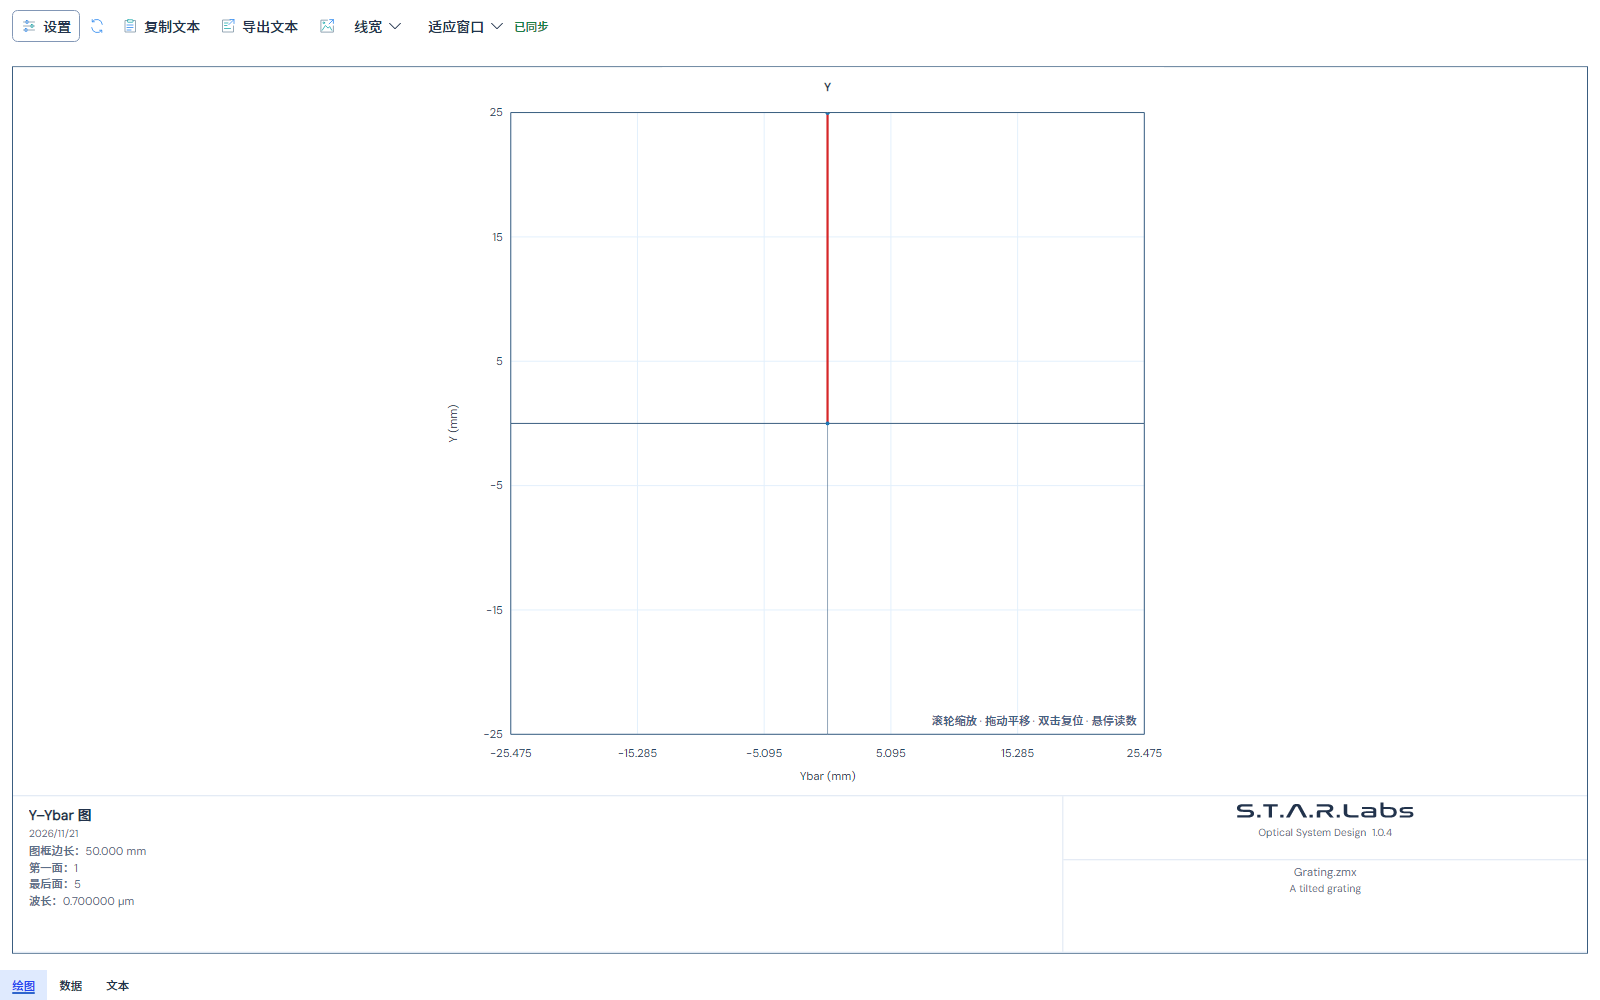 设置 复制文本 导出文本 线宽 适应窗口 已同步
Y
25
15
5
-5
-15
-25
Y (mm)
-25.475 -15.285 -5.095 5.095 15.285 25.475
Ybar (mm)
滚轮缩放 · 拖动平移 · 双击复位 · 悬停读数
Y–Ybar 图
2026/11/21
图框边长: 50.000 mm
第一面: 1
最后面: 5
波长: 0.700000 µm
S.T.A.R.Labs
Optical System Design 1.0.4
Grating.zmx
A tilted grating
绘图 数据 文本